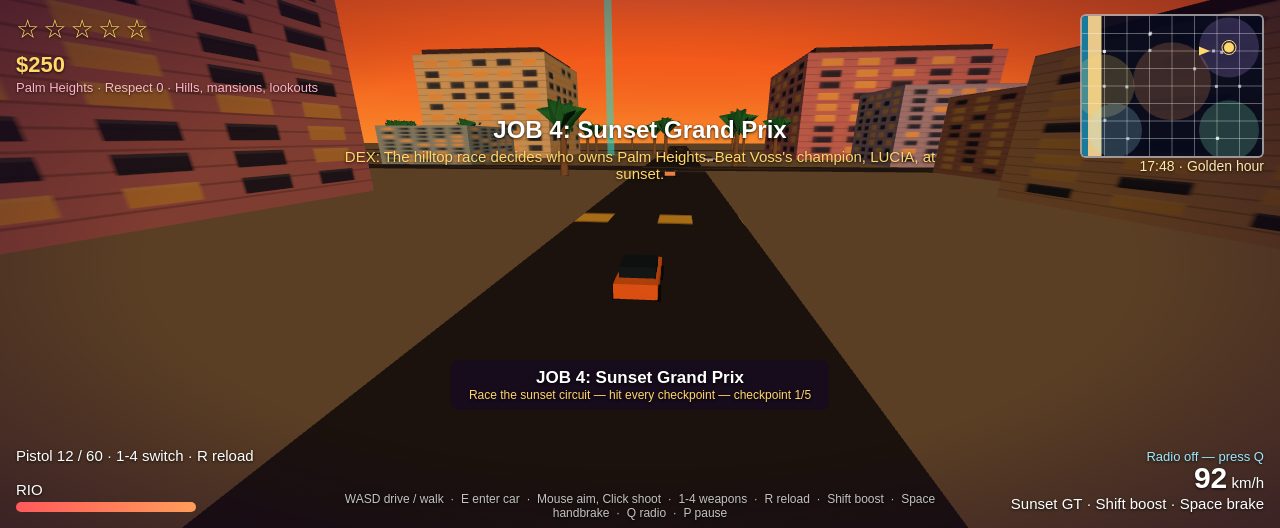 ☆☆☆☆☆
$250
Palm Heights · Respect 0 · Hills, mansions, lookouts
17:48 · Golden hour
JOB 4: Sunset Grand Prix
DEX: The hilltop race decides who owns Palm Heights. Beat Voss's champion, LUCIA, at
sunset.
JOB 4: Sunset Grand Prix
Race the sunset circuit — hit every checkpoint — checkpoint 1/5
Pistol 12 / 60 · 1-4 switch · R reload
RIO
WASD drive / walk · E enter car · Mouse aim, Click shoot · 1-4 weapons · R reload · Shift boost · Space
handbrake · Q radio · P pause
Radio off — press Q
92 km/h
Sunset GT · Shift boost · Space brake